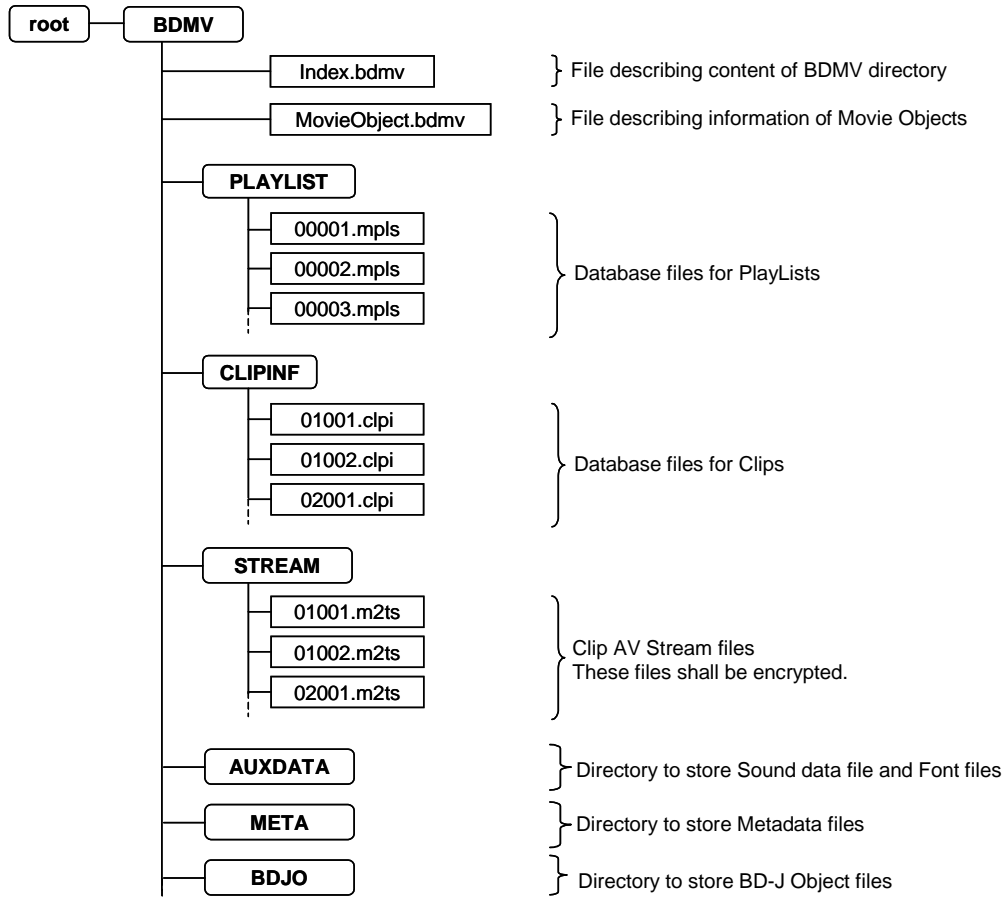 root BDMV
Index.bdmv File describing content of BDMV directory
MovieObject.bdmv File describing information of Movie Objects
PLAYLIST
00001.mpls
00002.mpls Database files for PlayLists
00003.mpls
CLIPINF
01001.clpi
01002.clpi Database files for Clips
02001.clpi
STREAM
01001.m2ts
01002.m2ts Clip AV Stream files
These files shall be encrypted.
02001.m2ts
AUXDATA Directory to store Sound data file and Font files
META Directory to store Metadata files
BDJO Directory to store BD-J Object files